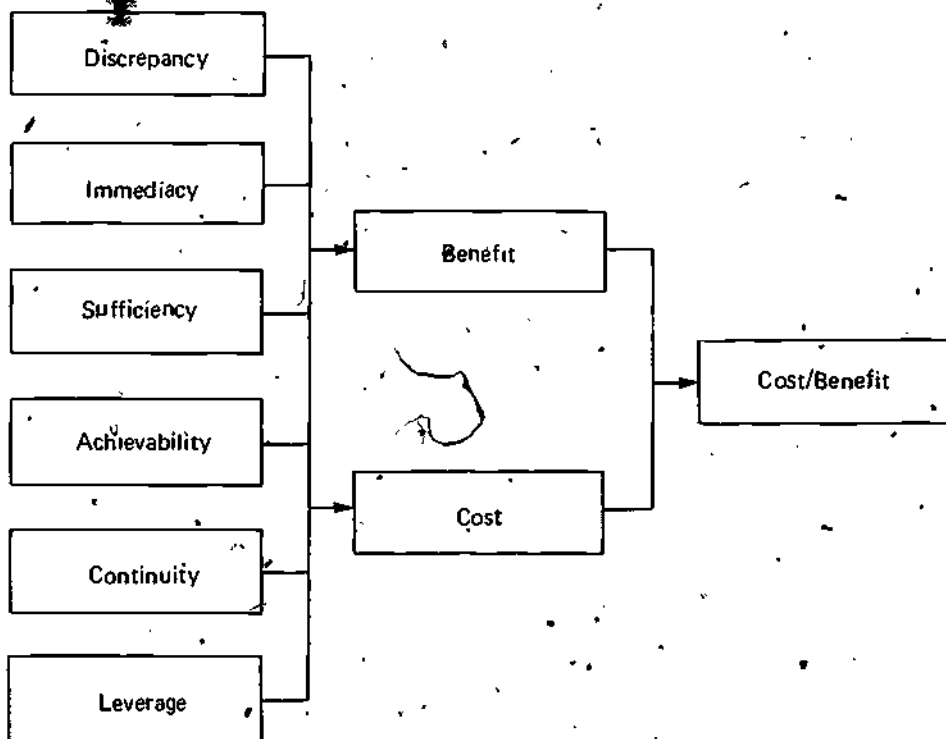 Discrepancy
Immediacy
Sufficiency
Achievability
Continuity
Leverage
Benefit
Cost
Cost/Benefit